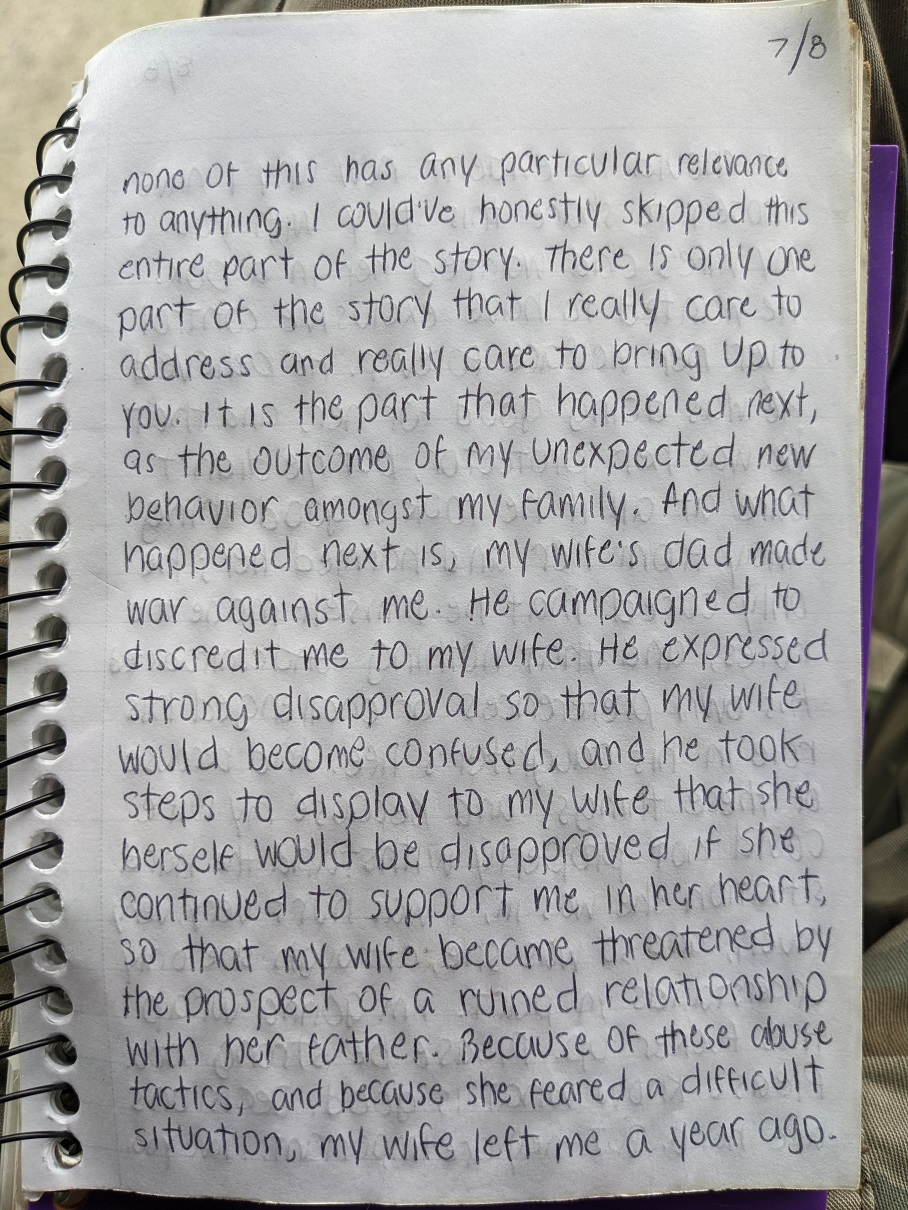 7/8
none of this has any particular relevance
to anything. I could've honestly skipped this
entire part of the story. There is only one
part of the story that I really care to
address and really care to bring up to
you. It is the part that happened next,
as the outcome of my unexpected new
behavior amongst my family. And what
happened next is, my wife's dad made
war against me. He campaigned to
discredit me to my wife. He expressed
strong disapproval so that my wife
would become confused, and he took
steps to display to my wife that she
herself would be disapproved if she
continued to support me in her heart,
so that my wife became threatened by
the prospect of a ruined relationship
with her father. Because of these abuse
tactics, and because she feared a difficult
situation, my wife left me a year ago.